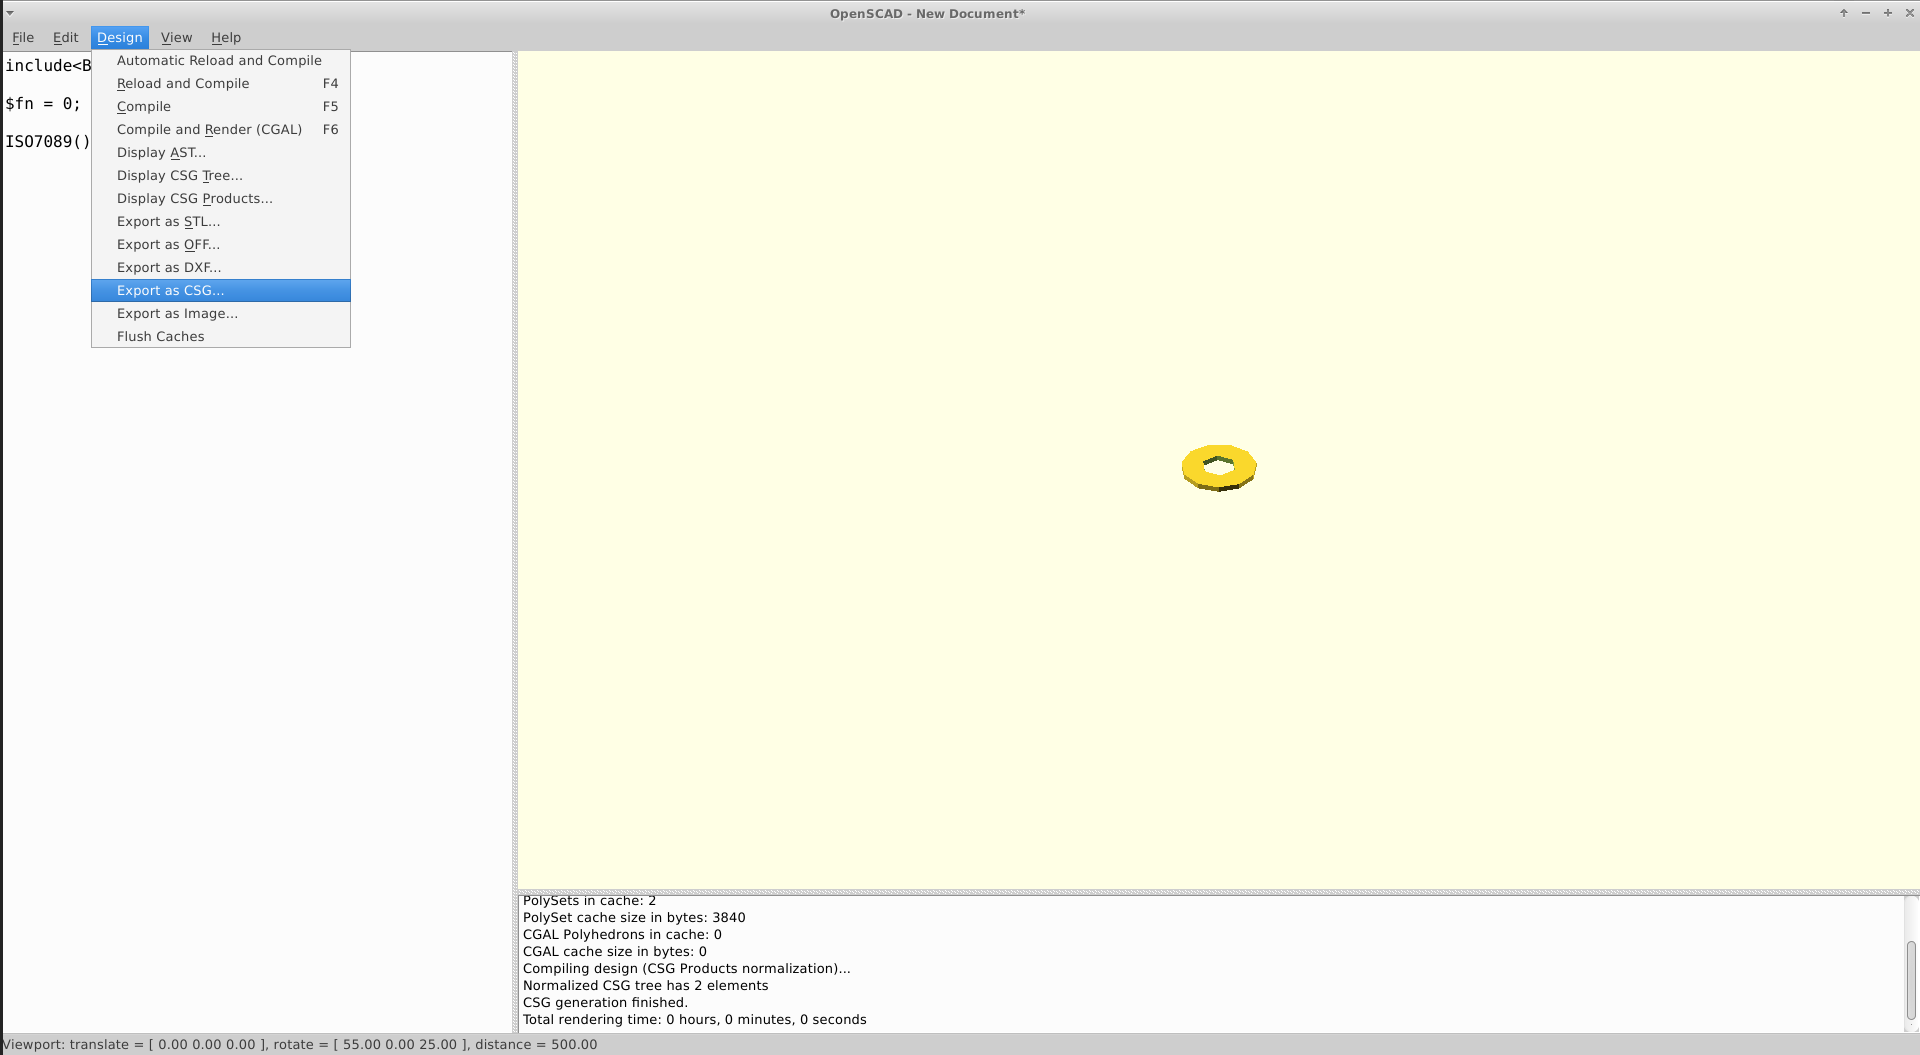 OpenSCAD - New Document*
File Edit Design View Help
include<B
$fn = 0;
ISO7089()
Automatic Reload and Compile
Reload and Compile F4
Compile F5
Compile and Render (CGAL) F6
Display AST...
Display CSG Tree...
Display CSG Products...
Export as STL...
Export as OFF...
Export as DXF...
Export as CSG...
Export as Image...
Flush Caches
PolySets in cache: 2
PolySet cache size in bytes: 3840
CGAL Polyhedrons in cache: 0
CGAL cache size in bytes: 0
Compiling design (CSG Products normalization)...
Normalized CSG tree has 2 elements
CSG generation finished.
Total rendering time: 0 hours, 0 minutes, 0 seconds
Viewport: translate = [ 0.00 0.00 0.00 ], rotate = [ 55.00 0.00 25.00 ], distance = 500.00